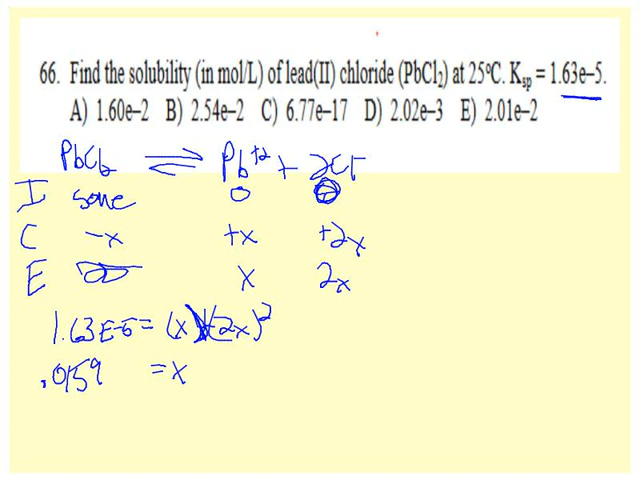 66. Find the solubility (in mol/L) of lead(II) chloride (PbCl₂) at 25ºC. Kₛₚ = 1.63e–5.
A) 1.60e–2 B) 2.54e–2 C) 6.77e–17 D) 2.02e–3 E) 2.01e–2
PbCl₂ ⇌ Pb⁺² + 2Cl⁻
I some 0 0
C -x +x +2x
E x 2x
1.63E-5 = (x)(2x)²
.0159 = x